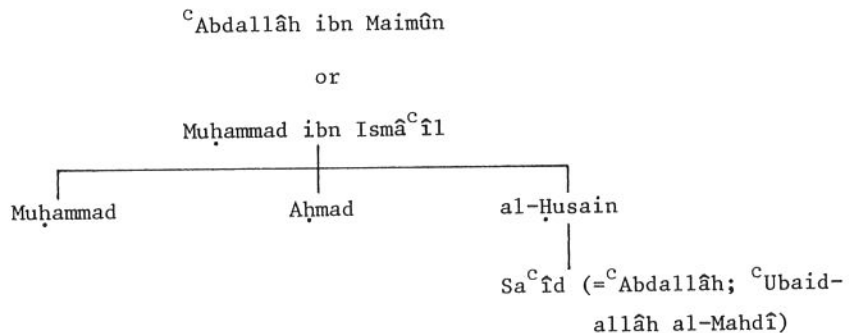 ᶜAbdallâh ibn Maimûn
or
Muḥammad ibn Ismâᶜîl
Muḥammad Aḥmad al-Ḥusain
Saᶜîd (=ᶜAbdallâh; ᶜUbaid-
allâh al-Mahdî)